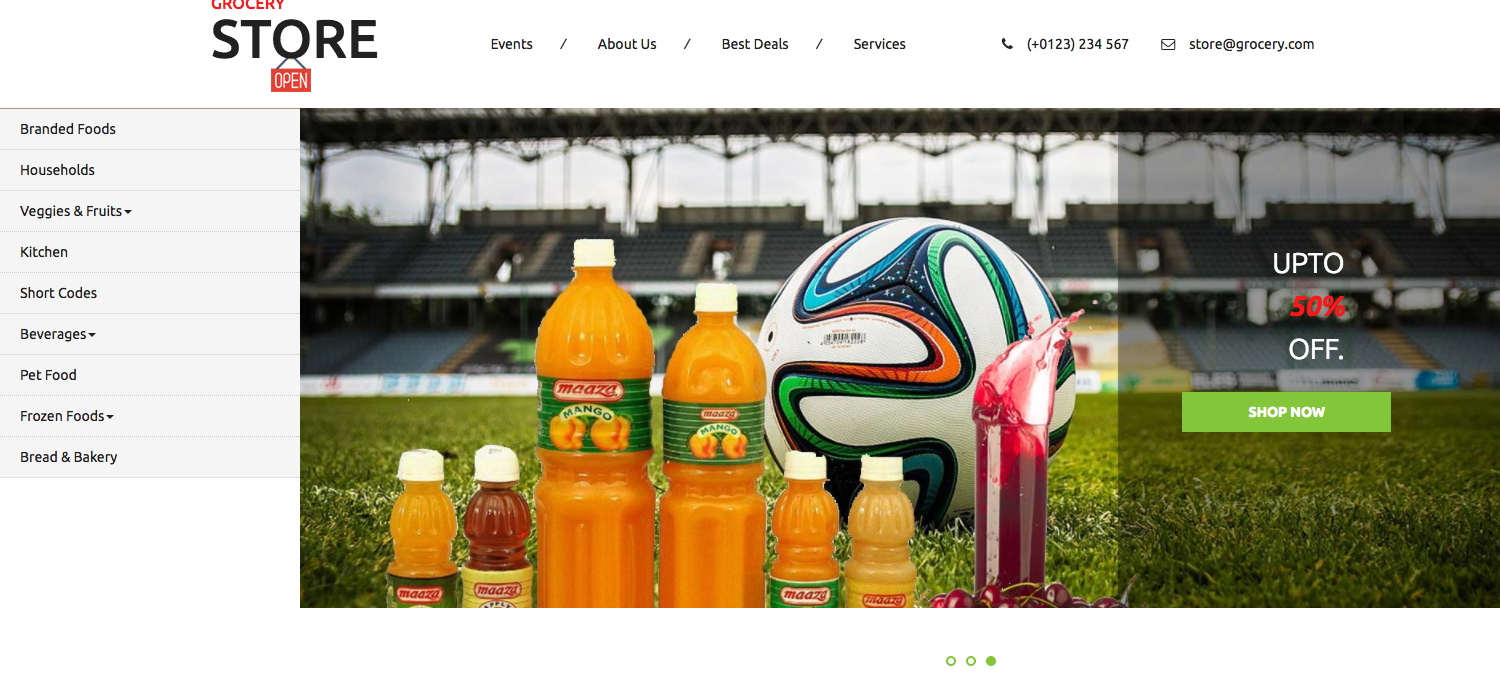 GROCERY
STORE
OPEN
Events / About Us / Best Deals / Services
(+0123) 234 567
store@grocery.com
Branded Foods
Households
Veggies & Fruits
Kitchen
Short Codes
Beverages
Pet Food
Frozen Foods
Bread & Bakery
maaza
MANGO
maaza
MANGO
maaza
maaza
maaza
maaza
UPTO
50%
OFF.
SHOP NOW